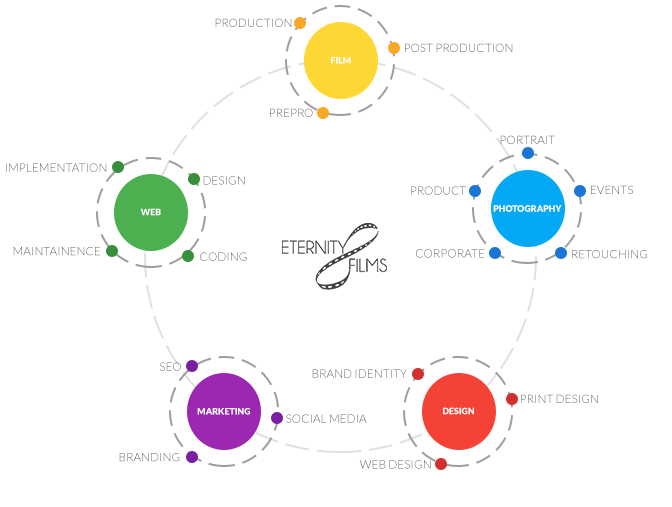 PRODUCTION
FILM
POST PRODUCTION
PREPRO
PORTRAIT
PRODUCT
EVENTS
PHOTOGRAPHY
CORPORATE
RETOUCHING
IMPLEMENTATION
DESIGN
WEB
MAINTAINENCE
CODING
ETERNITY
FILMS
SEO
MARKETING
SOCIAL MEDIA
BRANDING
BRAND IDENTITY
PRINT DESIGN
DESIGN
WEB DESIGN